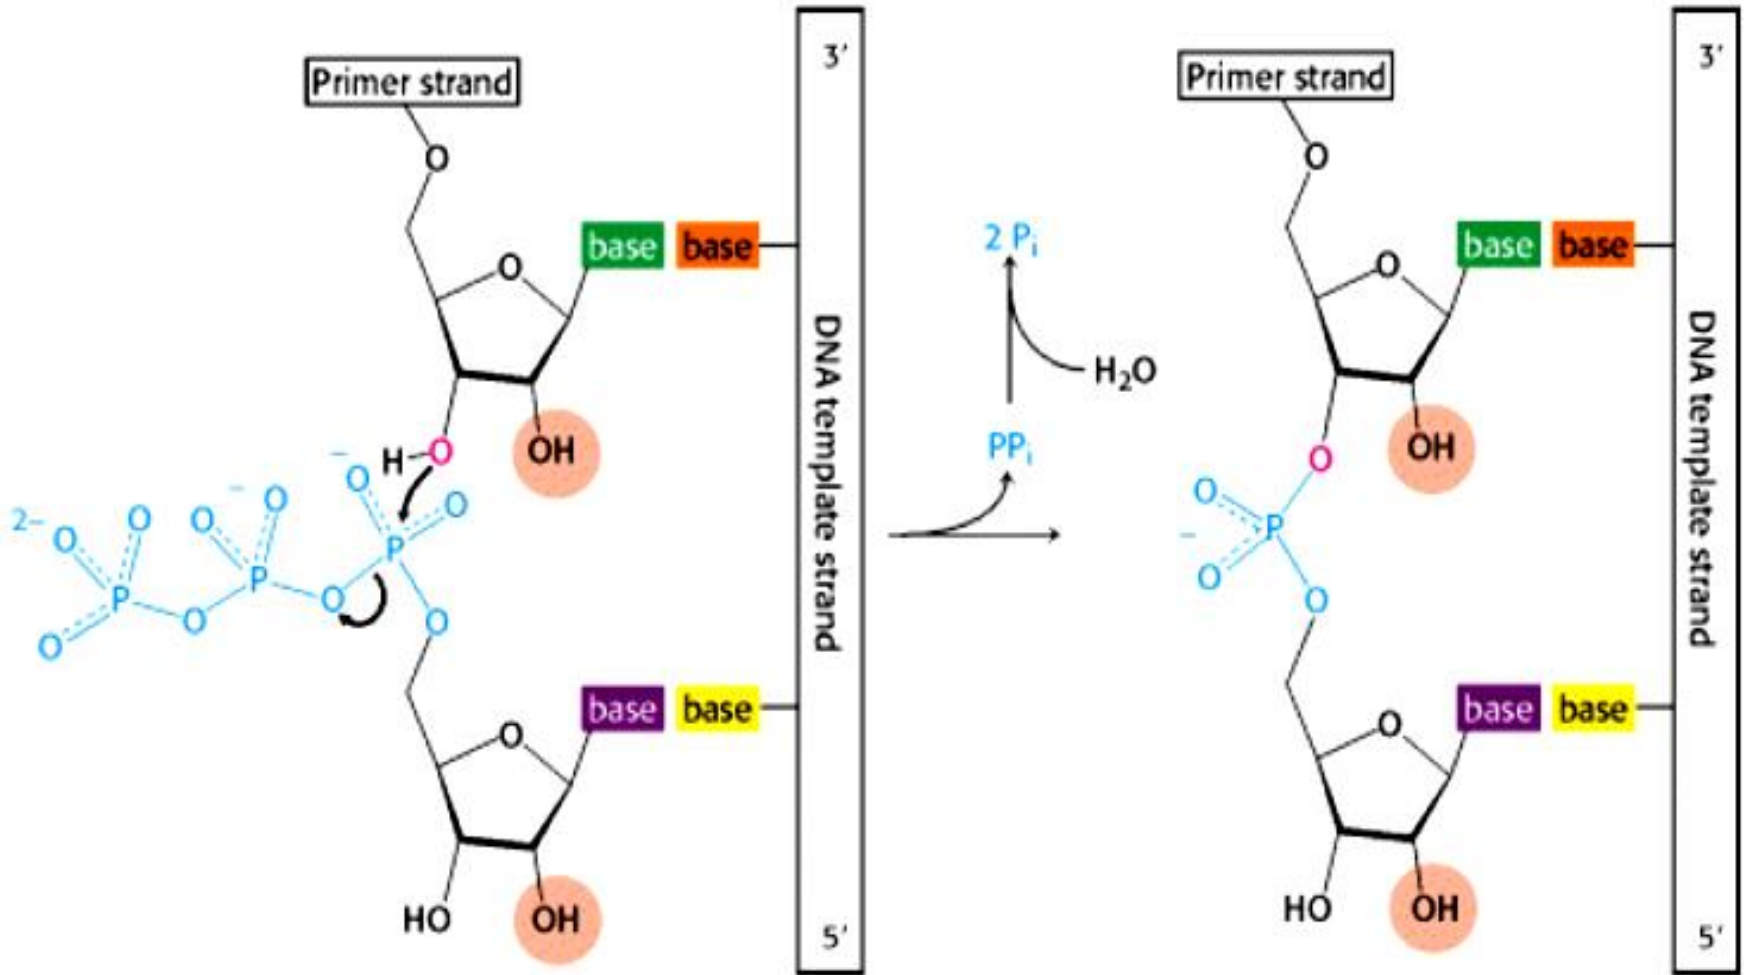 3′
Primer strand
O
base base
O
H–O
OH
−
O
O
2−
O
O
O
−
O
P
P
P
O
O
O
O
base base
O
HO
OH
5′
DNA template strand
2 Pi
H2O
PPi
3′
Primer strand
O
base base
O
O
OH
O
P
−
O
O
base base
O
HO
OH
5′
DNA template strand